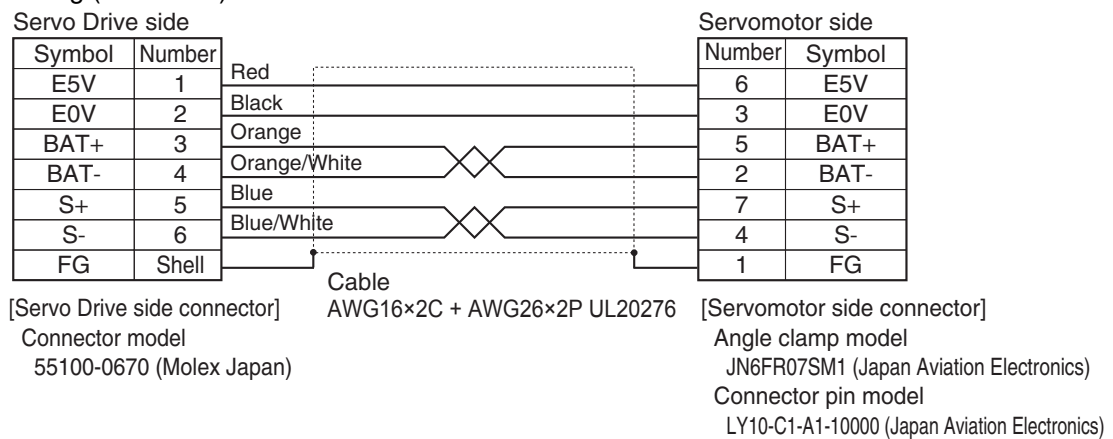 Servo Drive side
Servomotor side
Symbol Number
Number Symbol
E5V 1 Red 6 E5V
E0V 2 Black 3 E0V
BAT+ 3 Orange 5 BAT+
BAT- 4 Orange/White 2 BAT-
S+ 5 Blue 7 S+
S- 6 Blue/White 4 S-
FG Shell 1 FG
Cable
AWG16×2C + AWG26×2P UL20276
[Servo Drive side connector]
Connector model
55100-0670 (Molex Japan)
[Servomotor side connector]
Angle clamp model
JN6FR07SM1 (Japan Aviation Electronics)
Connector pin model
LY10-C1-A1-10000 (Japan Aviation Electronics)